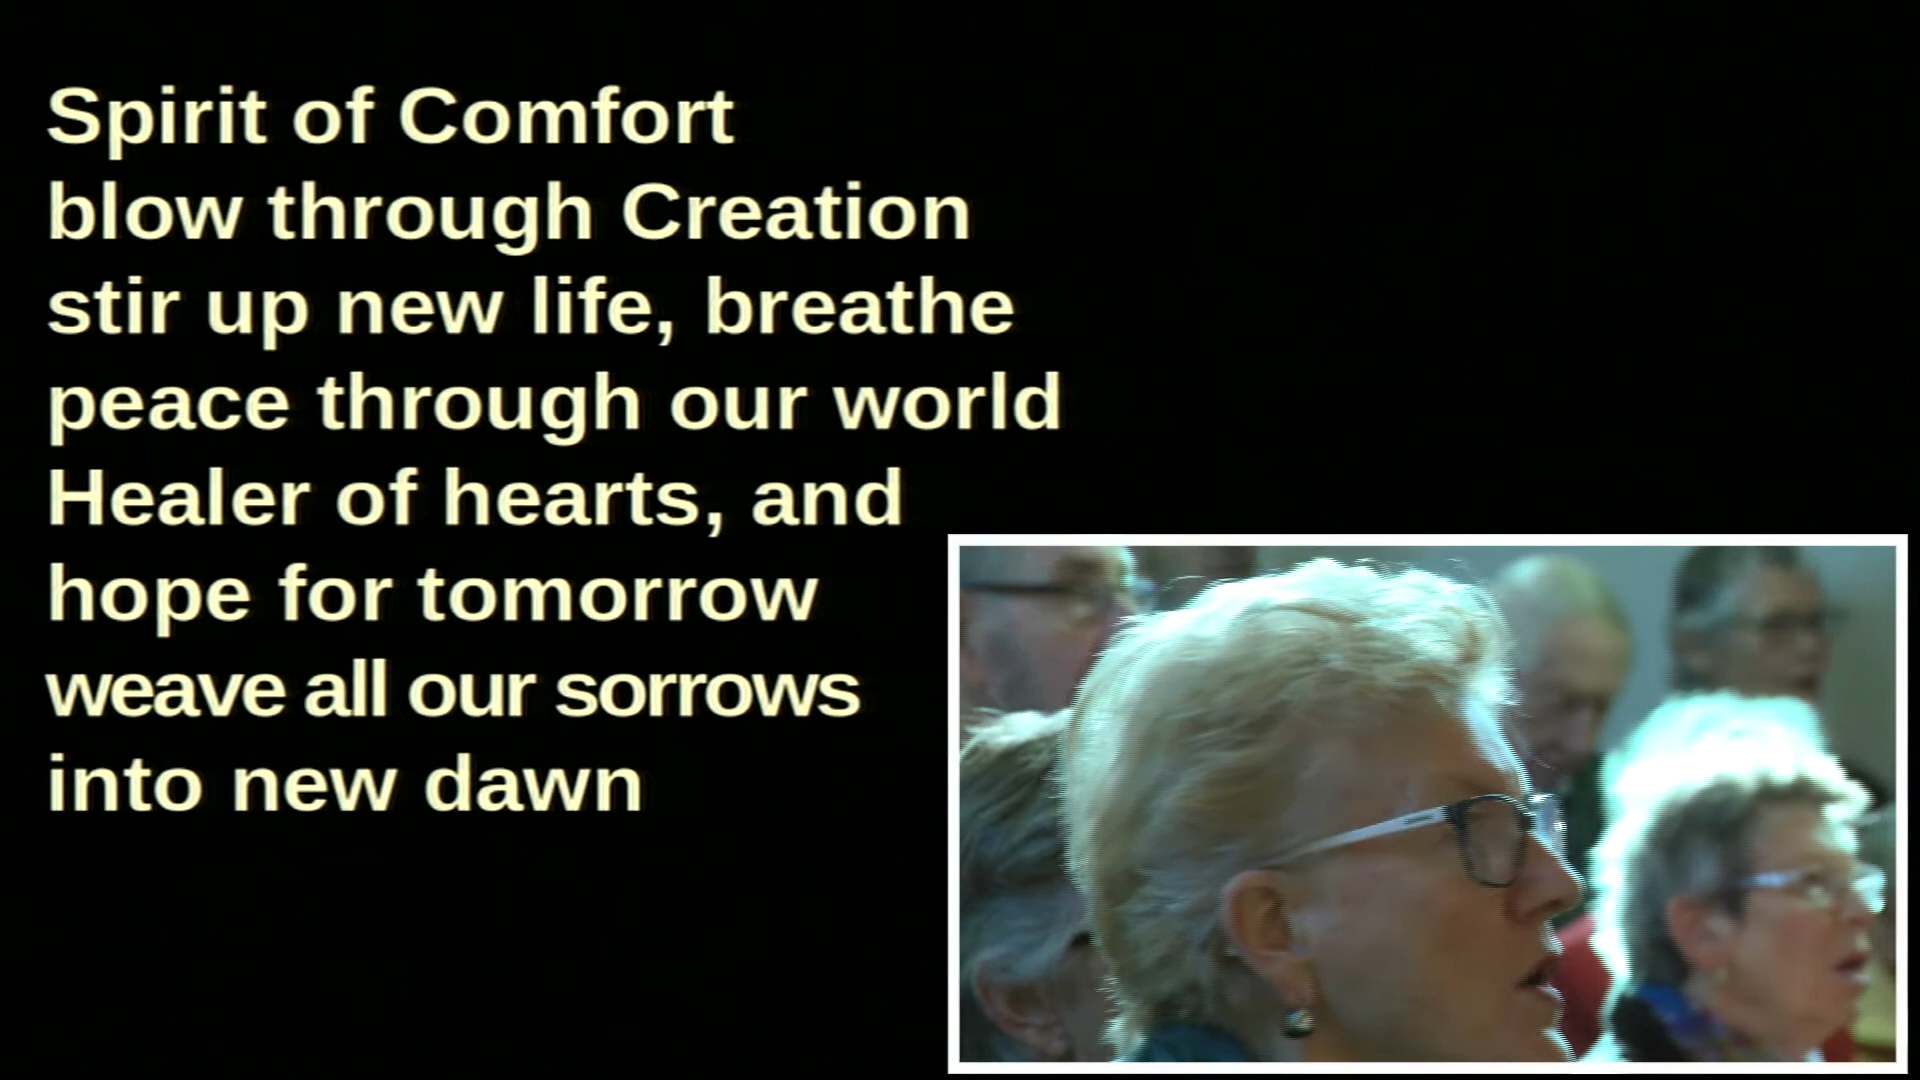 Spirit of Comfort
blow through Creation
stir up new life, breathe
peace through our world
Healer of hearts, and
hope for tomorrow
weave all our sorrows
into new dawn